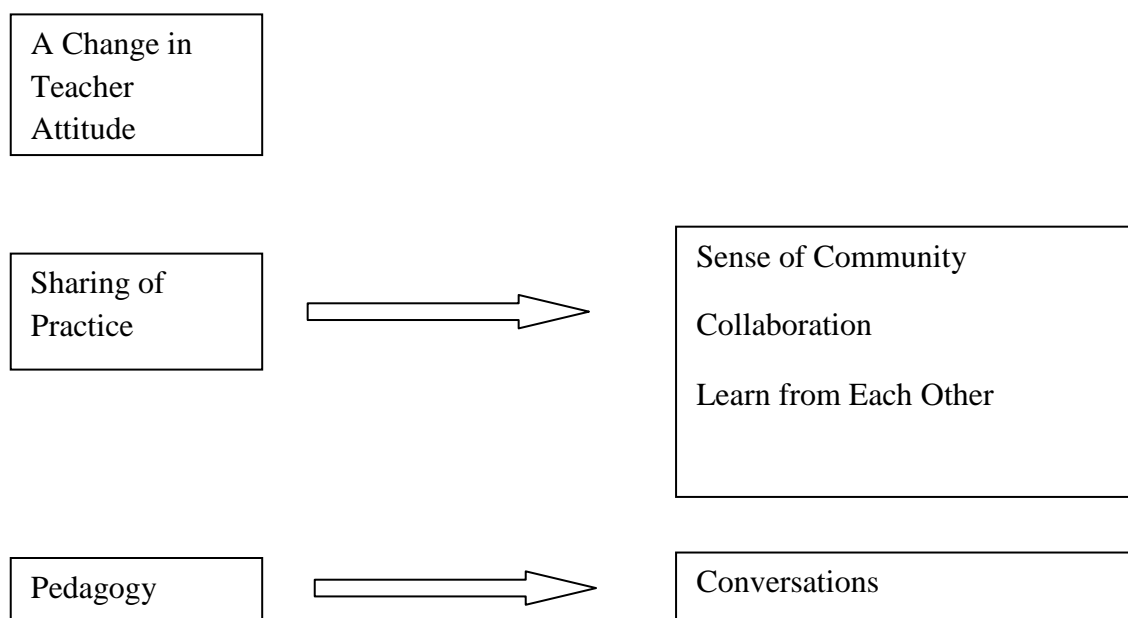 A Change in
Teacher
Attitude
Sharing of
Practice
Sense of Community
Collaboration
Learn from Each Other
Pedagogy
Conversations